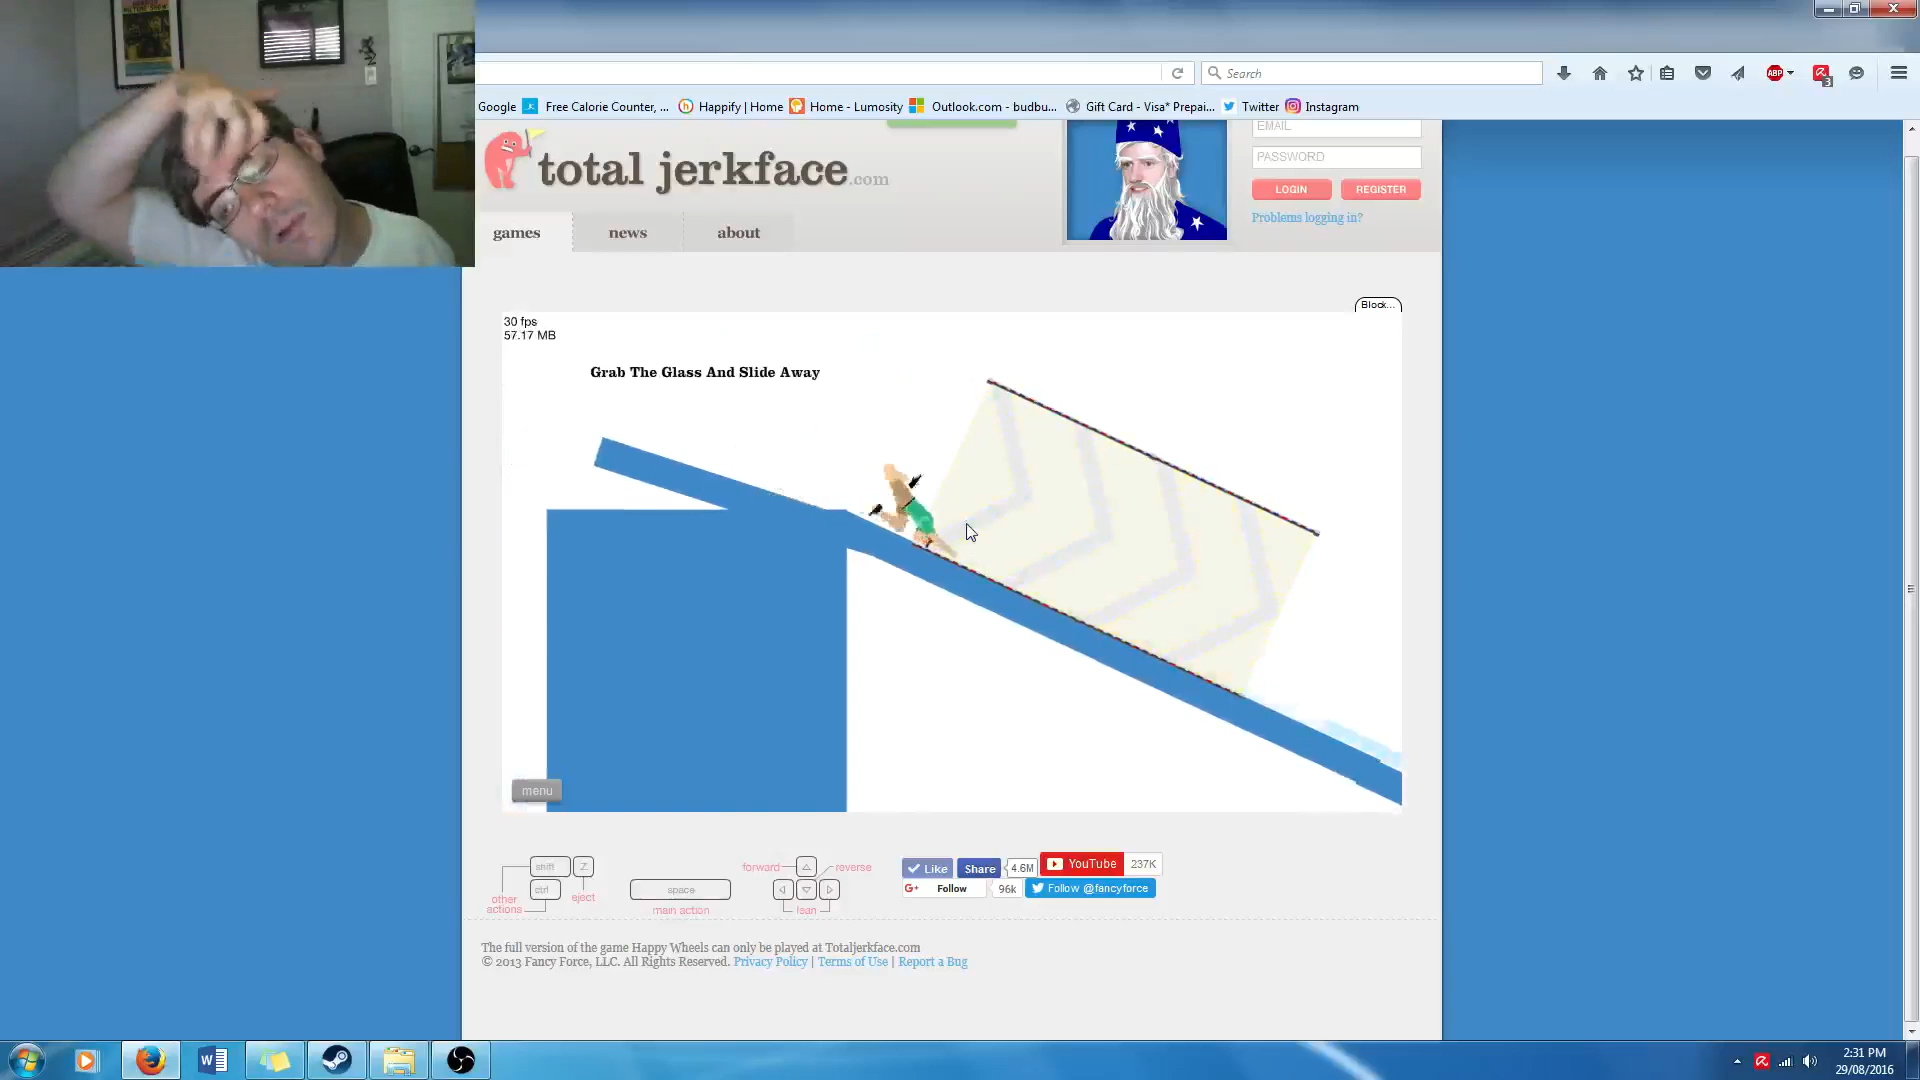 Search
ABP
3
Google
Free Calorie Counter, ...
Happify | Home
Home - Lumosity
Outlook.com - budbu...
Gift Card - Visa* Prepai...
Twitter
Instagram
total jerkface.com
EMAIL
PASSWORD
LOGIN
REGISTER
Problems logging in?
games
news
about
Block...
30 fps
57.17 MB
Grab The Glass And Slide Away
menu
shift
Z
ctrl
other actions
eject
space
main action
forward
reverse
lean
Like
Share
4.6M
YouTube
237K
G+ Follow
96k
Follow @fancyforce
The full version of the game Happy Wheels can only be played at Totaljerkface.com
© 2013 Fancy Force, LLC. All Rights Reserved. Privacy Policy | Terms of Use | Report a Bug
2:31 PM
29/08/2016